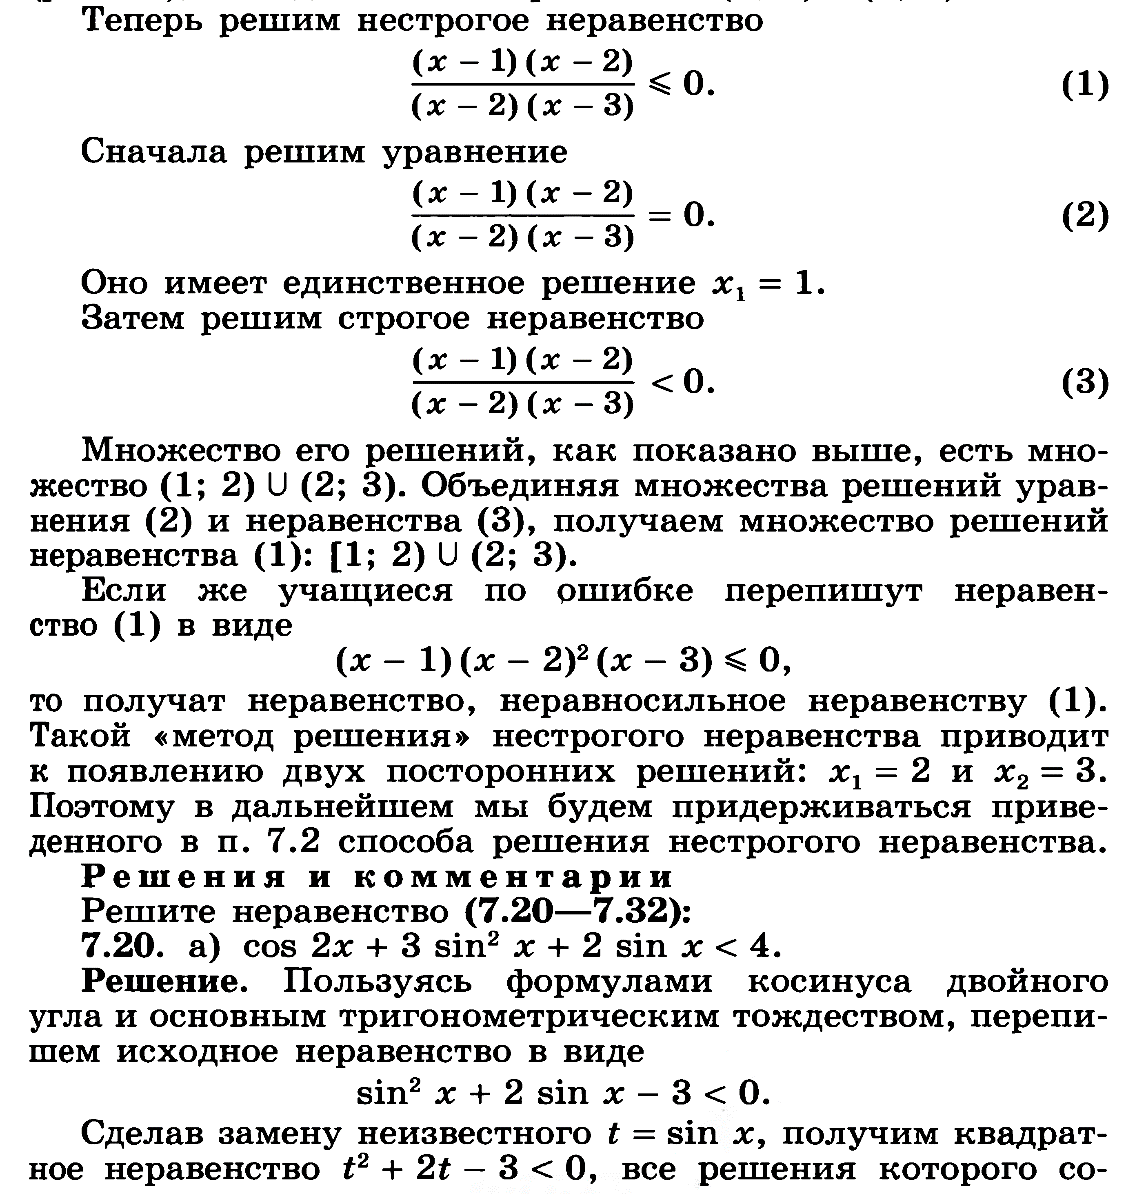 Теперь решим нестрогое неравенство
(x − 1)(x − 2)
(x − 2)(x − 3) ⩽ 0. (1)
Сначала решим уравнение
(x − 1)(x − 2)
(x − 2)(x − 3) = 0. (2)
Оно имеет единственное решение x₁ = 1.
Затем решим строгое неравенство
(x − 1)(x − 2)
(x − 2)(x − 3) < 0. (3)
Множество его решений, как показано выше, есть мно-
жество (1; 2) ∪ (2; 3). Объединяя множества решений урав-
нения (2) и неравенства (3), получаем множество решений
неравенства (1): [1; 2) ∪ (2; 3).
Если же учащиеся по ошибке перепишут неравен-
ство (1) в виде
(x − 1)(x − 2)²(x − 3) ⩽ 0,
то получат неравенство, неравносильное неравенству (1).
Такой «метод решения» нестрогого неравенства приводит
к появлению двух посторонних решений: x₁ = 2 и x₂ = 3.
Поэтому в дальнейшем мы будем придерживаться приве-
денного в п. 7.2 способа решения нестрогого неравенства.
Решения и комментарии
Решите неравенство (7.20—7.32):
7.20. а) cos 2x + 3 sin² x + 2 sin x < 4.
Решение. Пользуясь формулами косинуса двойного
угла и основным тригонометрическим тождеством, перепи-
шем исходное неравенство в виде
sin² x + 2 sin x − 3 < 0.
Сделав замену неизвестного t = sin x, получим квадрат-
ное неравенство t² + 2t − 3 < 0, все решения которого со-